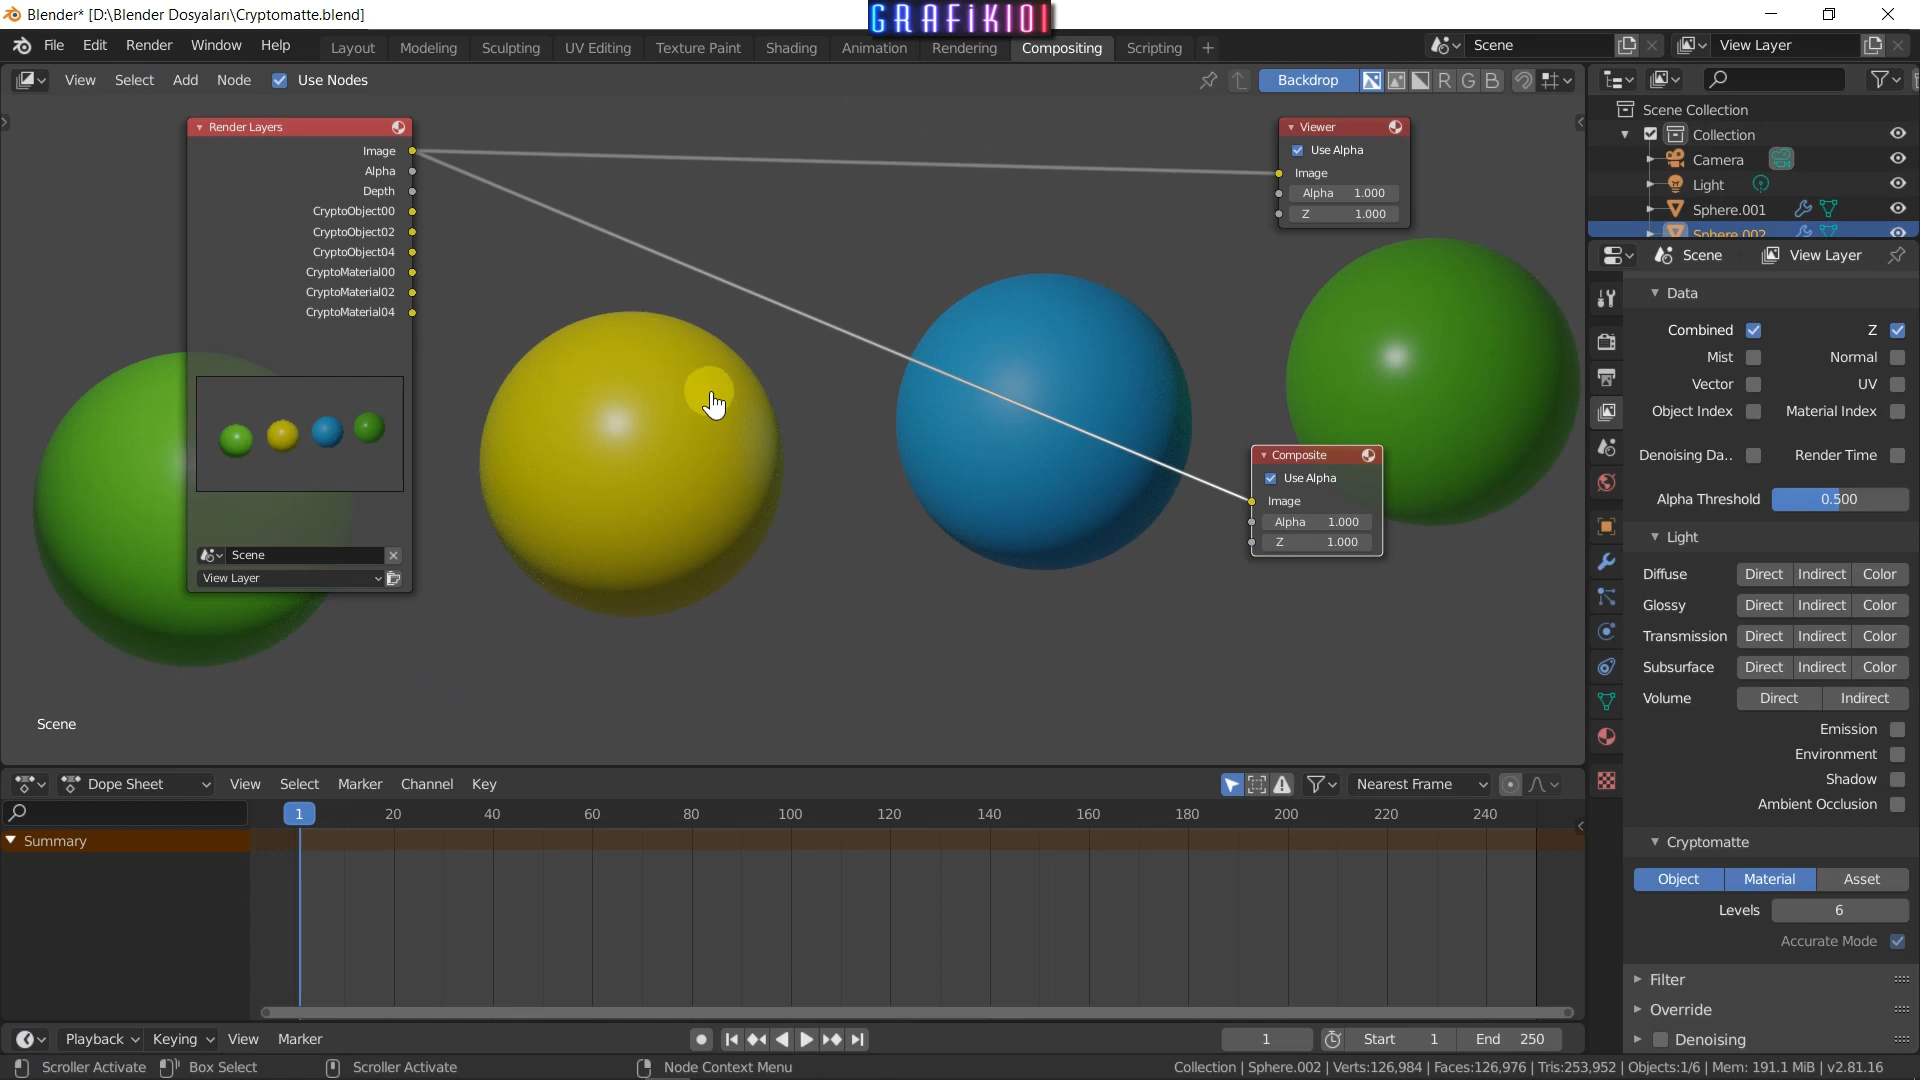 Blender* [D:\Blender Dosyaları\Cryptomatte.blend]
GRAFİK101
File Edit Render Window Help
Layout Modeling Sculpting UV Editing Texture Paint Shading Animation Rendering Compositing Scripting +
Scene
View Layer
View Select Add Node Use Nodes
Backdrop R G B
Render Layers
Image
Alpha
Depth
CryptoObject00
CryptoObject02
CryptoObject04
CryptoMaterial00
CryptoMaterial02
CryptoMaterial04
Scene
View Layer
Viewer
Use Alpha
Image
Alpha 1.000
Z 1.000
Composite
Use Alpha
Image
Alpha 1.000
Z 1.000
Scene
Scene Collection
Collection
Camera
Light
Sphere.001
Sphere.002
Scene View Layer
Data
Combined Z
Mist Normal
Vector UV
Object Index Material Index
Denoising Da.. Render Time
Alpha Threshold 0.500
Light
Diffuse Direct Indirect Color
Glossy Direct Indirect Color
Transmission Direct Indirect Color
Subsurface Direct Indirect Color
Volume Direct Indirect
Emission
Environment
Shadow
Ambient Occlusion
Cryptomatte
Object Material Asset
Levels 6
Accurate Mode
Filter
Override
Denoising
Dope Sheet View Select Marker Channel Key
Nearest Frame
1 20 40 60 80 100 120 140 160 180 200 220 240
Summary
Playback Keying View Marker
1 Start 1 End 250
Scroller Activate Box Select Scroller Activate Node Context Menu
Collection | Sphere.002 | Verts:126,984 | Faces:126,976 | Tris:253,952 | Objects:1/6 | Mem: 191.1 MiB | v2.81.16